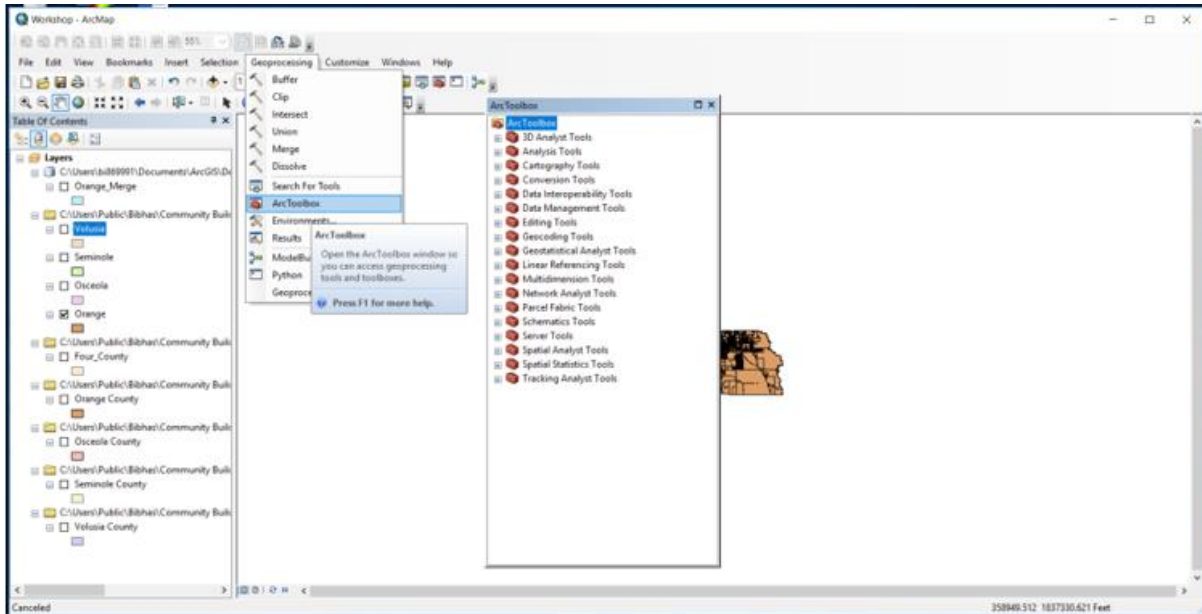 Workshop - ArcMap
55%
File Edit View Bookmarks Insert Selection Geoprocessing Customize Windows Help
Table Of Contents
Layers
C:\Users\bi869991\Documents\ArcGIS\De
Orange_Merge
C:\Users\Public\Bibhas\Community Buil
Volusia
Seminole
Osceola
Orange
C:\Users\Public\Bibhas\Community Buil
Four_County
C:\Users\Public\Bibhas\Community Buil
Orange County
C:\Users\Public\Bibhas\Community Buil
Osceola County
C:\Users\Public\Bibhas\Community Buil
Seminole County
C:\Users\Public\Bibhas\Community Buil
Volusia County
Buffer
Clip
Intersect
Union
Merge
Dissolve
Search For Tools
ArcToolbox
Environments...
Results
ModelBu
Python
Geoproce
ArcToolbox
Open the ArcToolbox window so
you can access geoprocessing
tools and toolboxes.
Press F1 for more help.
ArcToolbox
ArcToolbox
3D Analyst Tools
Analysis Tools
Cartography Tools
Conversion Tools
Data Interoperability Tools
Data Management Tools
Editing Tools
Geocoding Tools
Geostatistical Analyst Tools
Linear Referencing Tools
Multidimension Tools
Network Analyst Tools
Parcel Fabric Tools
Schematics Tools
Server Tools
Spatial Analyst Tools
Spatial Statistics Tools
Tracking Analyst Tools
Canceled
358949.512 1837330.621 Feet